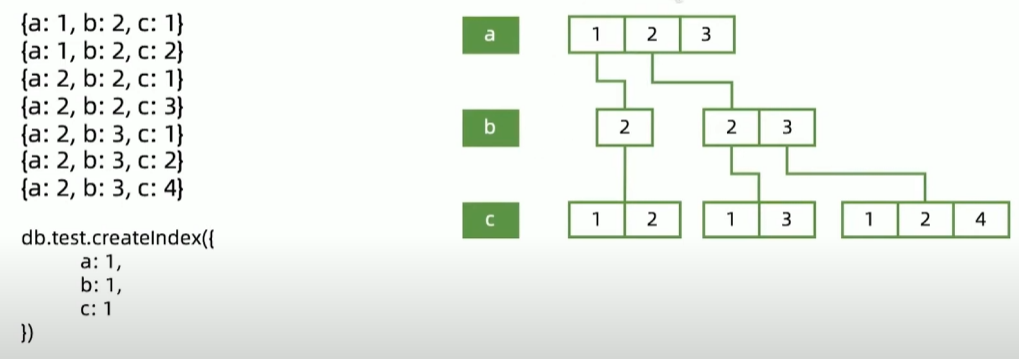 {a: 1, b: 2, c: 1}
{a: 1, b: 2, c: 2}
{a: 2, b: 2, c: 1}
{a: 2, b: 2, c: 3}
{a: 2, b: 3, c: 1}
{a: 2, b: 3, c: 2}
{a: 2, b: 3, c: 4}
db.test.createIndex({
a: 1,
b: 1,
c: 1
})
a 1 2 3
b 2 2 3
c 1 2 1 3 1 2 4